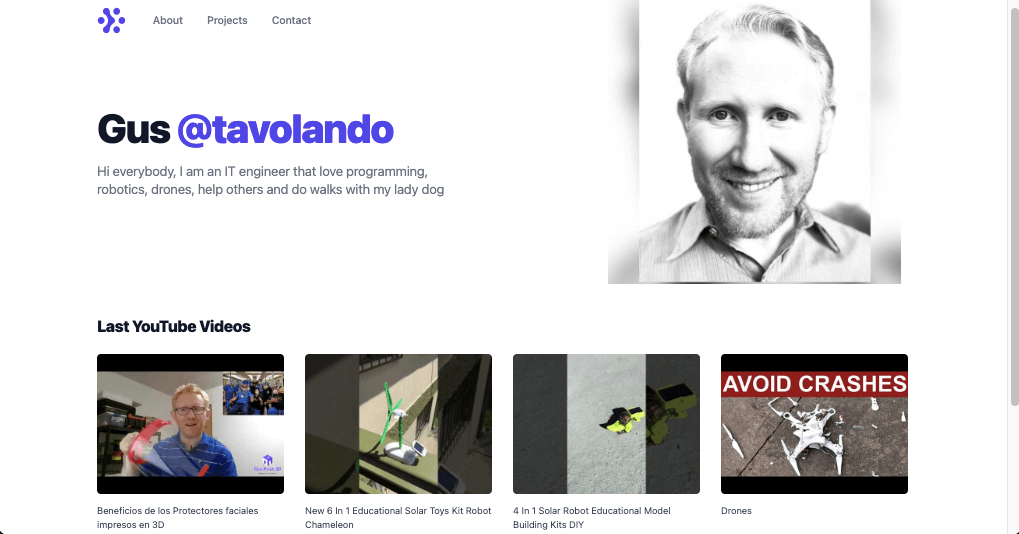 About
Projects
Contact
Gus @tavolando
Hi everybody, I am an IT engineer that love programming,
robotics, drones, help others and do walks with my lady dog
Last YouTube Videos
AVOID CRASHES
Beneficios de los Protectores faciales
impresos en 3D
New 6 In 1 Educational Solar Toys Kit Robot
Chameleon
4 In 1 Solar Robot Educational Model
Building Kits DIY
Drones